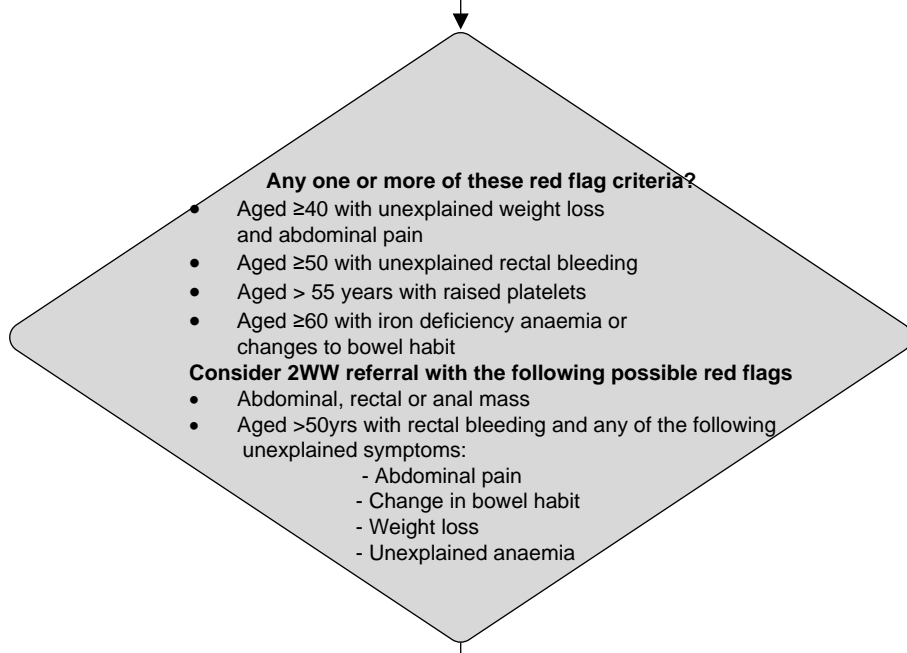 Any one or more of these red flag criteria?
• Aged ≥40 with unexplained weight loss
and abdominal pain
• Aged ≥50 with unexplained rectal bleeding
• Aged > 55 years with raised platelets
• Aged ≥60 with iron deficiency anaemia or
changes to bowel habit
Consider 2WW referral with the following possible red flags
• Abdominal, rectal or anal mass
• Aged >50yrs with rectal bleeding and any of the following
unexplained symptoms:
- Abdominal pain
- Change in bowel habit
- Weight loss
- Unexplained anaemia